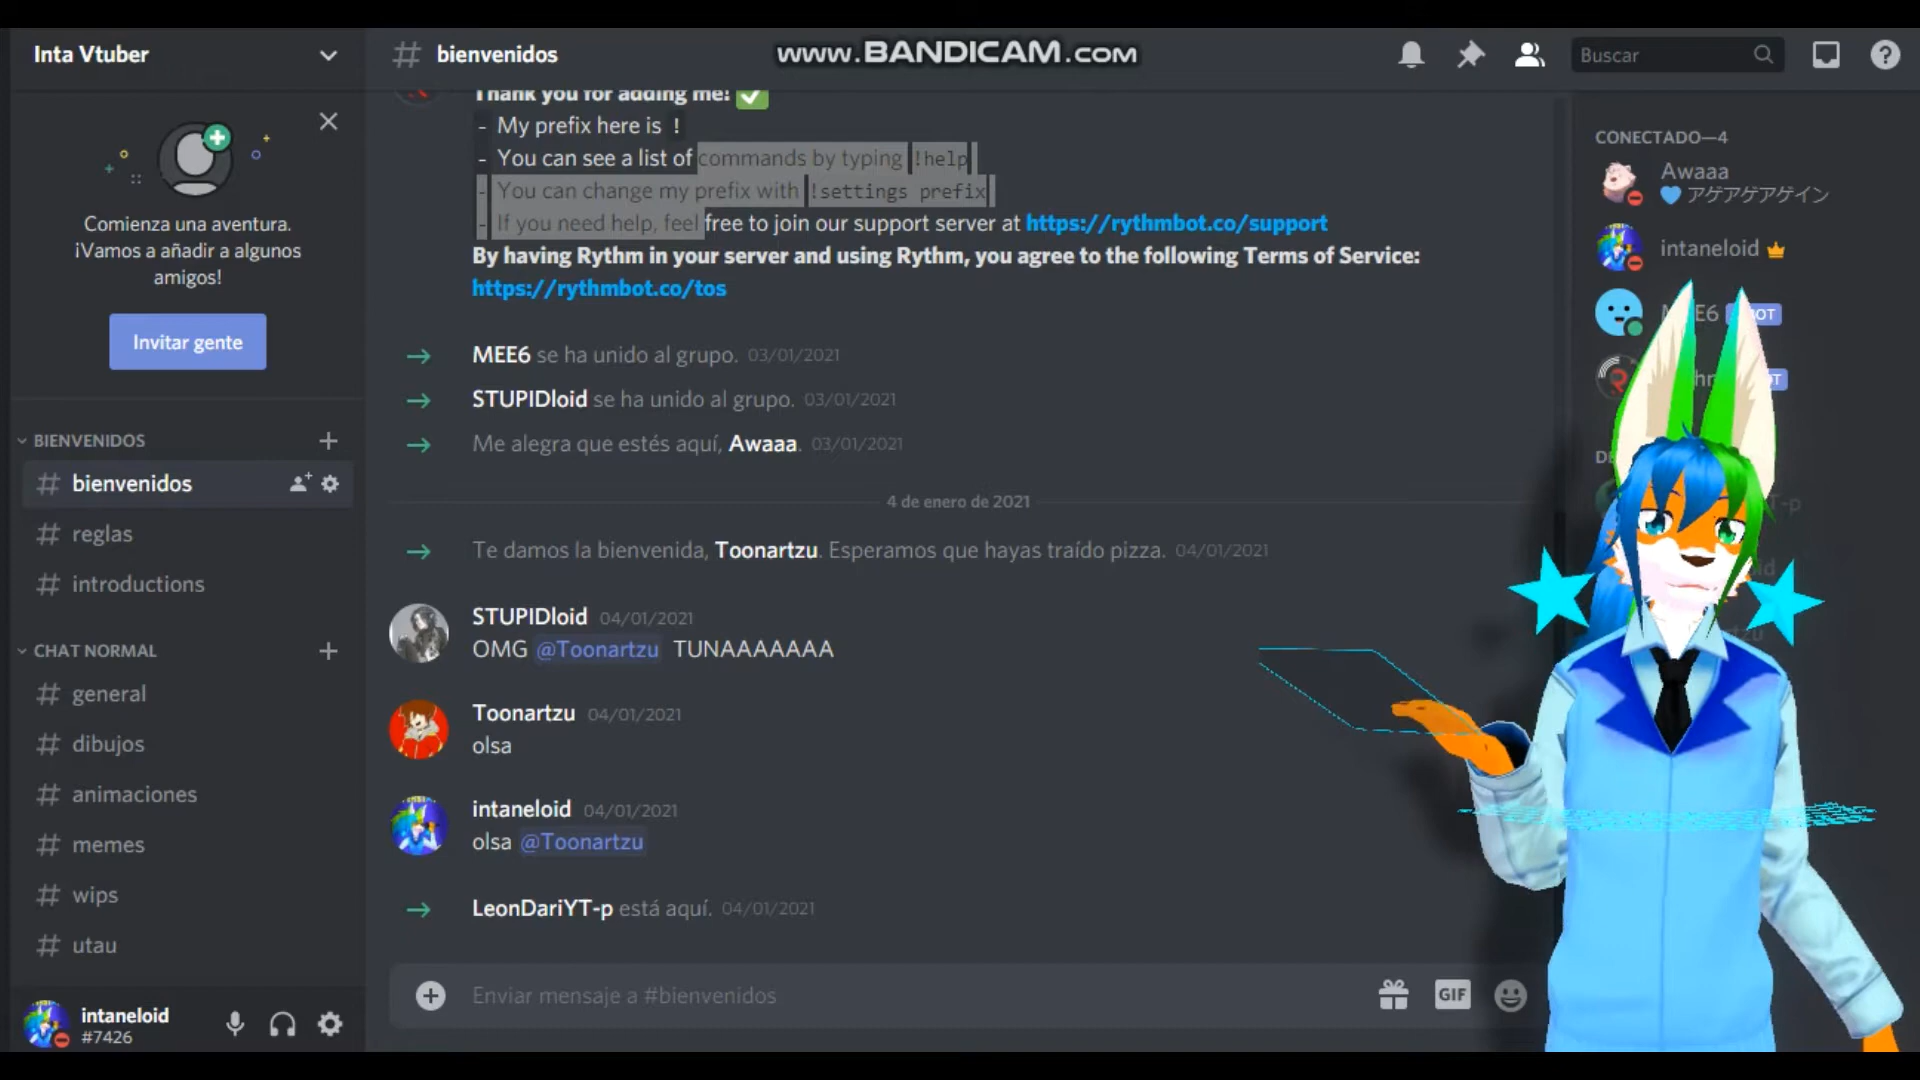 Inta Vtuber
Comienza una aventura.
¡Vamos a añadir a algunos
amigos!
Invitar gente
BIENVENIDOS
bienvenidos
reglas
introductions
CHAT NORMAL
general
dibujos
animaciones
memes
wips
utau
intaneloid
#7426
bienvenidos
www.BANDICAM.com
Buscar
Thank you for adding me! ✅
- My prefix here is !
- You can see a list of commands by typing !help
- You can change my prefix with !settings prefix
- If you need help, feel free to join our support server at https://rythmbot.co/support
By having Rythm in your server and using Rythm, you agree to the following Terms of Service:
https://rythmbot.co/tos
MEE6 se ha unido al grupo. 03/01/2021
STUPIDloid se ha unido al grupo. 03/01/2021
Me alegra que estés aquí, Awaaa. 03/01/2021
4 de enero de 2021
Te damos la bienvenida, Toonartzu. Esperamos que hayas traído pizza. 04/01/2021
STUPIDloid 04/01/2021
OMG @Toonartzu TUNAAAAAAA
Toonartzu 04/01/2021
olsa
intaneloid 04/01/2021
olsa @Toonartzu
LeonDariYT-p está aquí. 04/01/2021
Enviar mensaje a #bienvenidos
GIF
CONECTADO—4
Awaaa
アゲアゲアゲイン
intaneloid